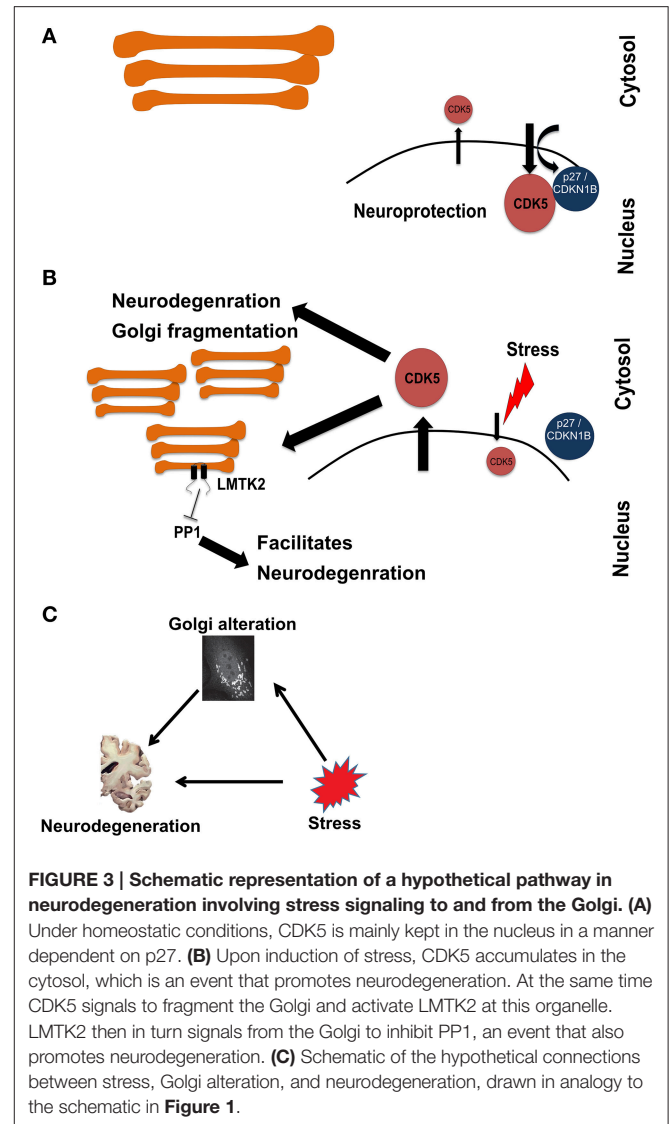 A
Cytosol
CDK5
p27 /
CDKN1B
CDK5
Neuroprotection
Nucleus
B
Neurodegenration
Golgi fragmentation
Stress
CDK5
Cytosol
p27 /
CDKN1B
CDK5
LMTK2
PP1
Facilitates
Neurodegenration
Nucleus
C
Golgi alteration
Neurodegeneration
Stress
FIGURE 3 | Schematic representation of a hypothetical pathway in
neurodegeneration involving stress signaling to and from the Golgi. (A)
Under homeostatic conditions, CDK5 is mainly kept in the nucleus in a manner
dependent on p27. (B) Upon induction of stress, CDK5 accumulates in the
cytosol, which is an event that promotes neurodegeneration. At the same time
CDK5 signals to fragment the Golgi and activate LMTK2 at this organelle.
LMTK2 then in turn signals from the Golgi to inhibit PP1, an event that also
promotes neurodegeneration. (C) Schematic of the hypothetical connections
between stress, Golgi alteration, and neurodegeneration, drawn in analogy to
the schematic in Figure 1.